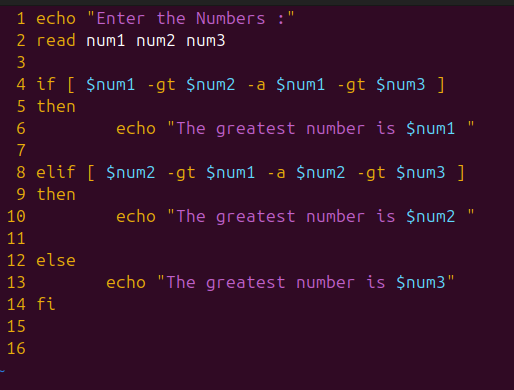 1 echo "Enter the Numbers :"
2 read num1 num2 num3
3
4 if [ $num1 -gt $num2 -a $num1 -gt $num3 ]
5 then
6         echo "The greatest number is $num1 "
7
8 elif [ $num2 -gt $num1 -a $num2 -gt $num3 ]
9 then
10         echo "The greatest number is $num2 "
11
12 else
13        echo "The greatest number is $num3"
14 fi
15
16
~